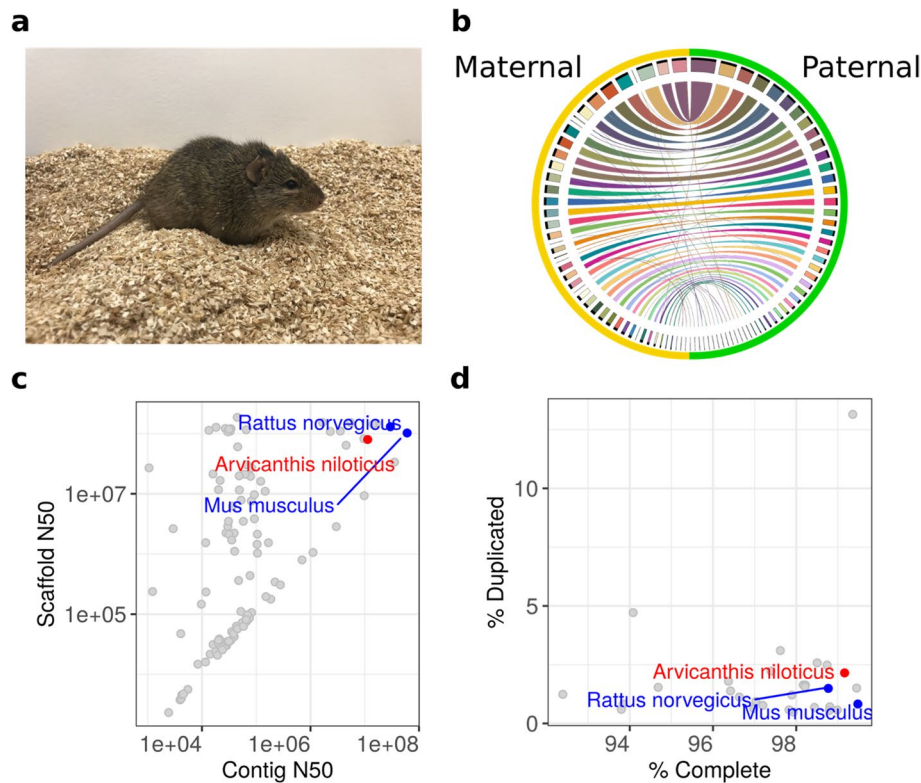 a
b
Maternal
Paternal
c
Rattus norvegicus
Arvicanthis niloticus
Mus musculus
1e+07
1e+05
Scaffold N50
1e+04
1e+06
1e+08
Contig N50
d
10
5
0
% Duplicated
Arvicanthis niloticus
Rattus norvegicus
Mus musculus
94
96
98
% Complete